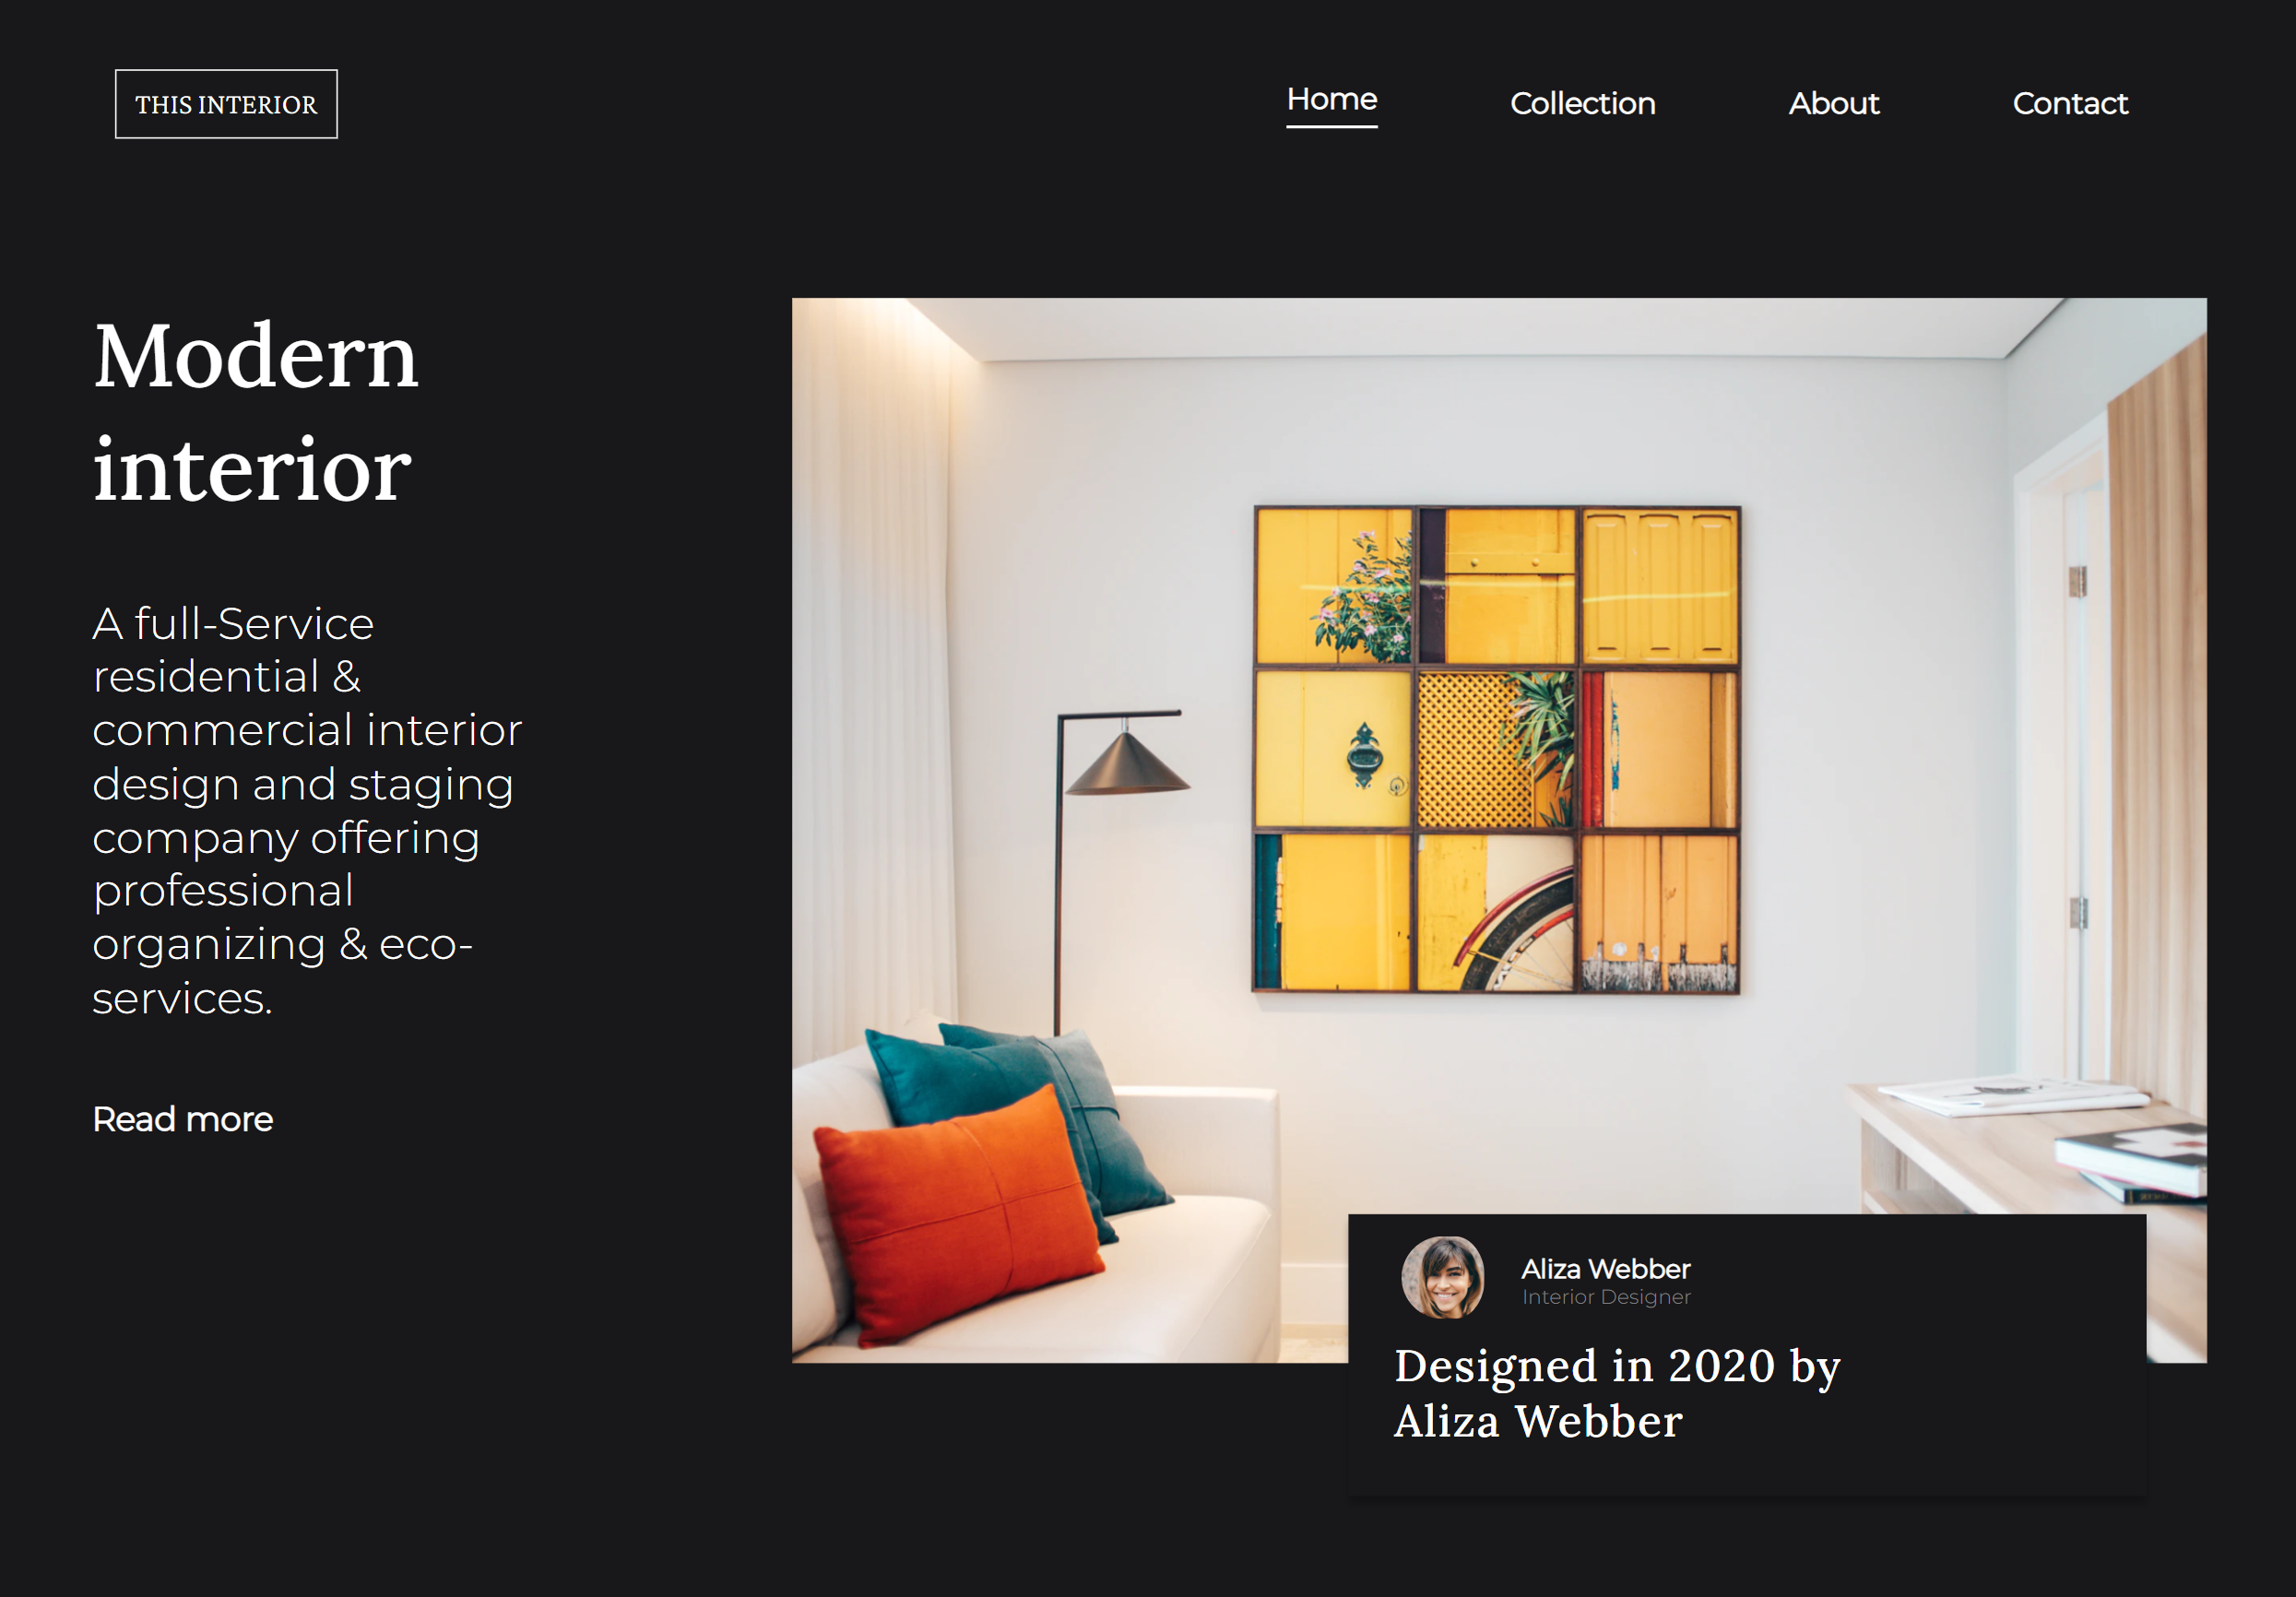 THIS INTERIOR
Home
Collection
About
Contact
Modern
interior
A full-Service
residential &
commercial interior
design and staging
company offering
professional
organizing & eco-
services.
Read more
Aliza Webber
Interior Designer
Designed in 2020 by
Aliza Webber